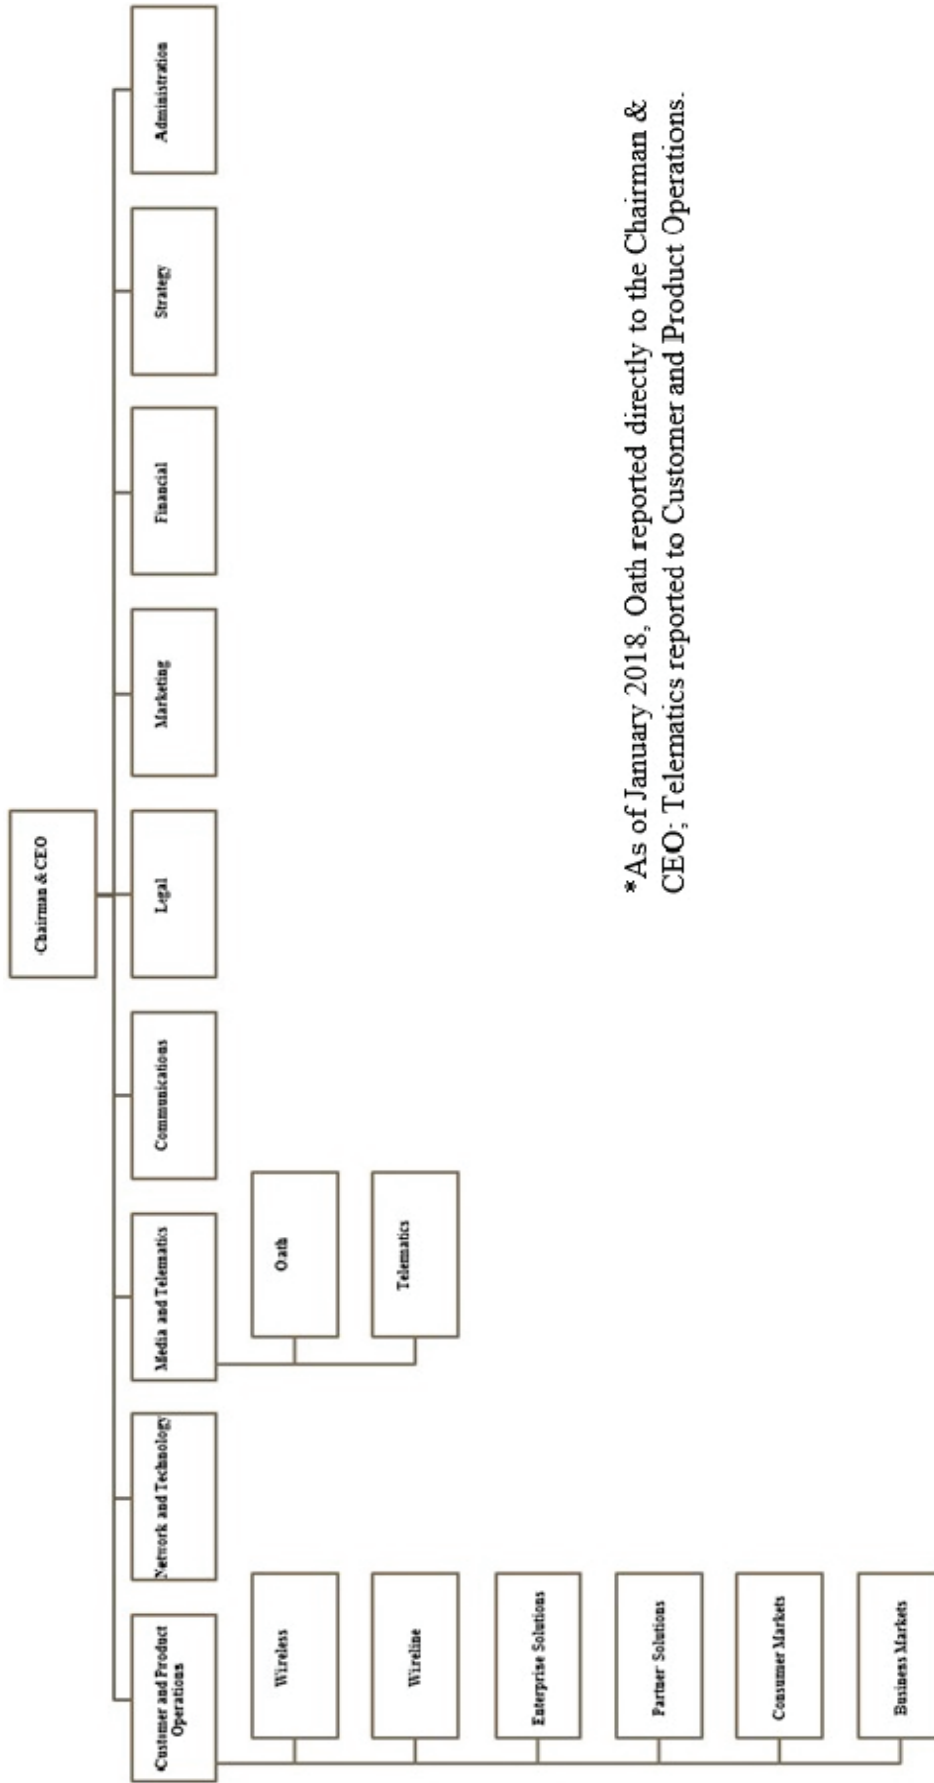 Chairman & CEO
Customer and Product
Operations
Network and Technology
Media and Telematics
Communications
Legal
Marketing
Financial
Strategy
Administration
Wireless
Wireline
Enterprise Solutions
Partner Solutions
Consumer Markets
Business Markets
Oath
Telematics
*As of January 2018, Oath reported directly to the Chairman &
CEO; Telematics reported to Customer and Product Operations.